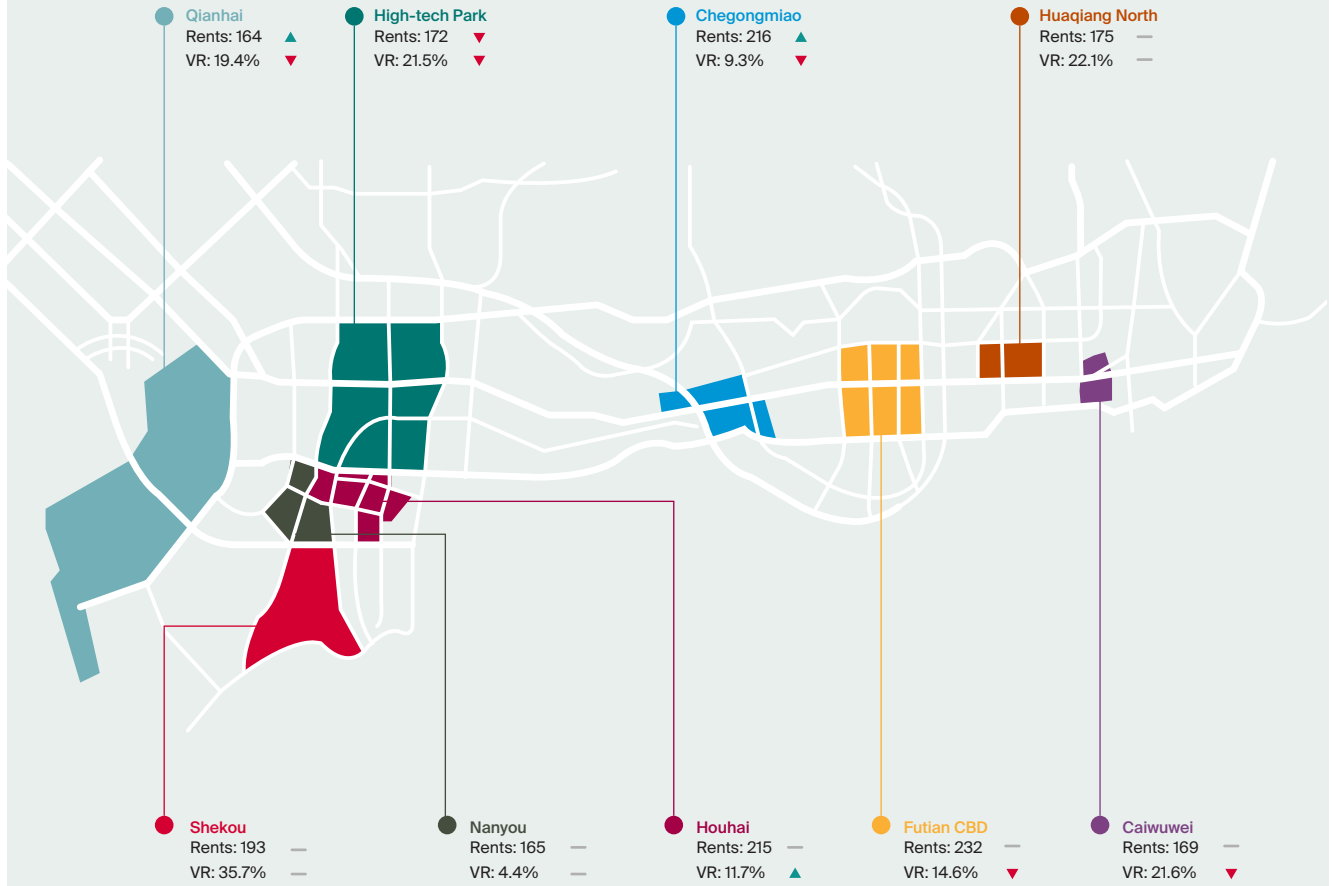 Qianhai
Rents: 164
VR: 19.4%
High-tech Park
Rents: 172
VR: 21.5%
Chegongmiao
Rents: 216
VR: 9.3%
Huaqiang North
Rents: 175
VR: 22.1%
Shekou
Rents: 193
VR: 35.7%
Nanyou
Rents: 165
VR: 4.4%
Houhai
Rents: 215
VR: 11.7%
Futian CBD
Rents: 232
VR: 14.6%
Caiwuwei
Rents: 169
VR: 21.6%